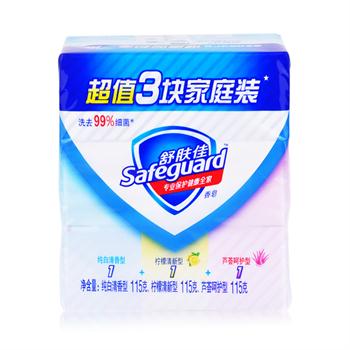 超值3块家庭装*
洗去99%细菌*
舒肤佳
Safeguard
专业保护健康全家
香皂
纯白清香型 柠檬清新型 芦荟呵护型
1 + 1 + 1
净含量：纯白清香型 115克, 柠檬清新型 115克, 芦荟呵护型 115克